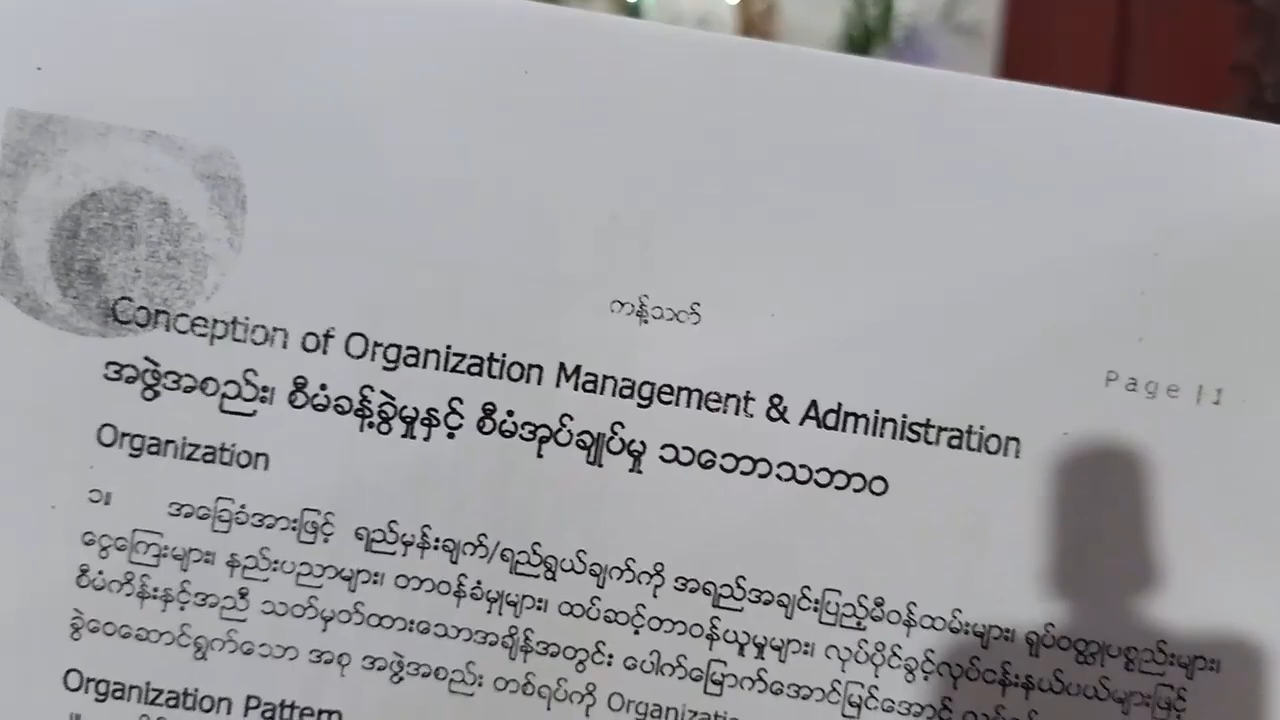 ကန့်သတ်
Page | 1
Conception of Organization Management & Administration
အဖွဲ့အစည်း၊ စီမံခန့်ခွဲမှုနှင့် စီမံအုပ်ချုပ်မှု သဘောသဘာဝ
Organization
၁။ အခြေခံအားဖြင့် ရည်မှန်းချက်/ရည်ရွယ်ချက်ကို အရည်အချင်းပြည့်မီဝန်ထမ်းများ၊ ရုပ်ဝတ္ထုပစ္စည်းများ၊
ငွေကြေးများ၊ နည်းပညာများ၊ တာဝန်ခံမှုများ၊ ထပ်ဆင့်တာဝန်ယူမှုများ၊ လုပ်ပိုင်ခွင့်လုပ်ငန်းနယ်ပယ်များဖြင့်
စီမံကိန်းနှင့်အညီ သတ်မှတ်ထားသောအချိန်အတွင်း ပေါက်မြောက်အောင်မြင်အောင်
ခွဲဝေဆောင်ရွက်သော အစု အဖွဲ့အစည်း တစ်ရပ်ကို
Organization Pattern